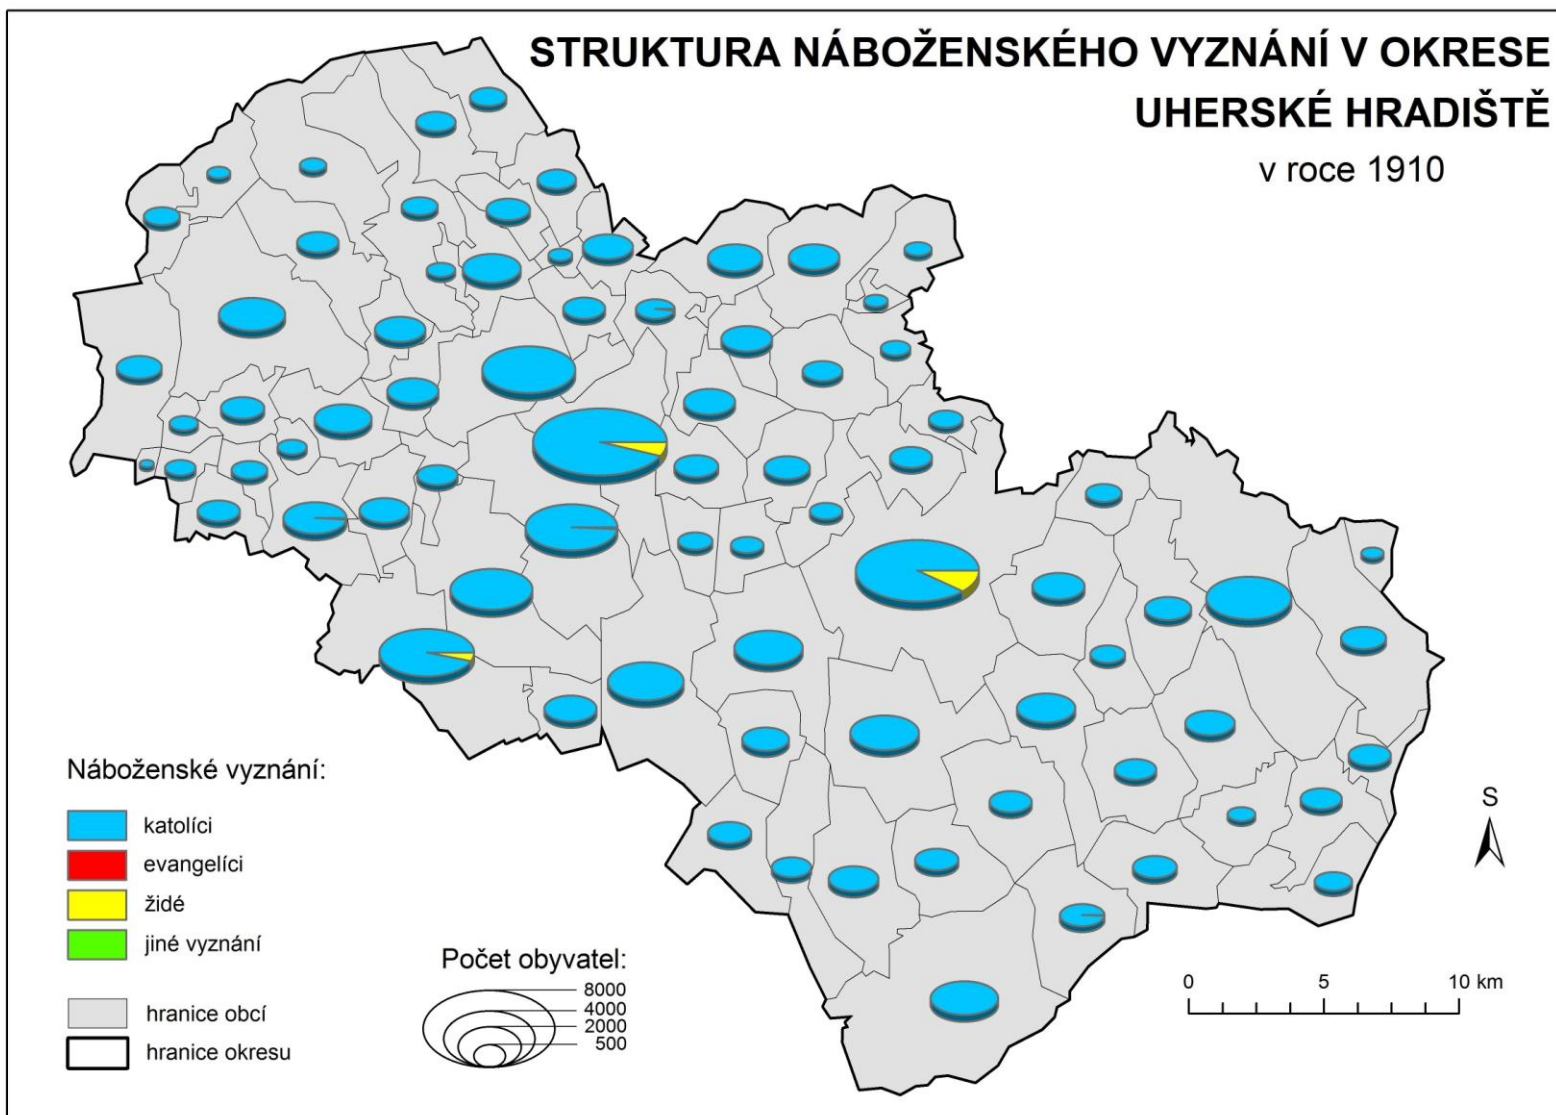 STRUKTURA NÁBOŽENSKÉHO VYZNÁNÍ V OKRESE
UHERSKÉ HRADIŠTĚ
v roce 1910
Náboženské vyznání:
katolíci
evangelíci
židé
jiné vyznání
hranice obcí
hranice okresu
Počet obyvatel:
8000
4000
2000
500
S
0 5 10 km